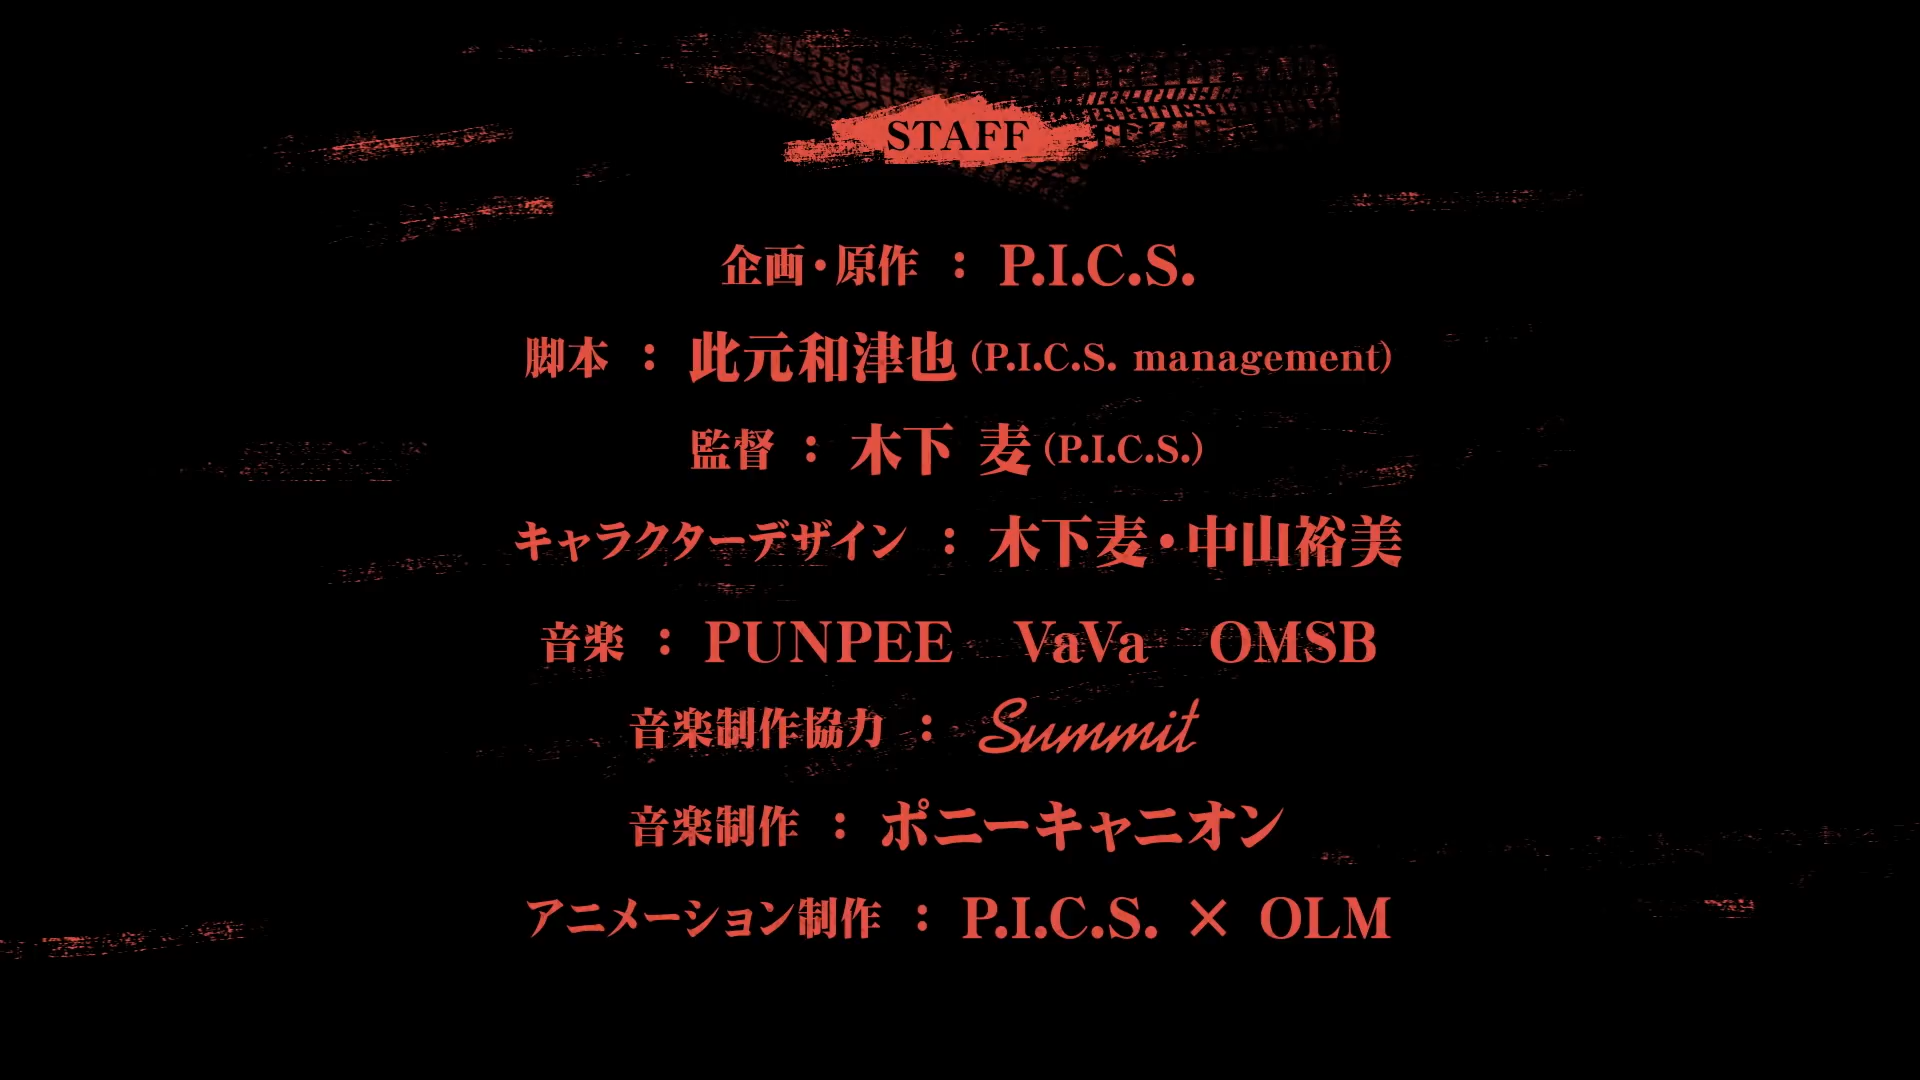 STAFF
企画・原作 : P.I.C.S.
脚本 : 此元和津也 (P.I.C.S. management)
監督 : 木下 麦 (P.I.C.S.)
キャラクターデザイン : 木下麦・中山裕美
音楽 : PUNPEE VaVa OMSB
音楽制作協力 : Summit
音楽制作 : ポニーキャニオン
アニメーション制作 : P.I.C.S. × OLM